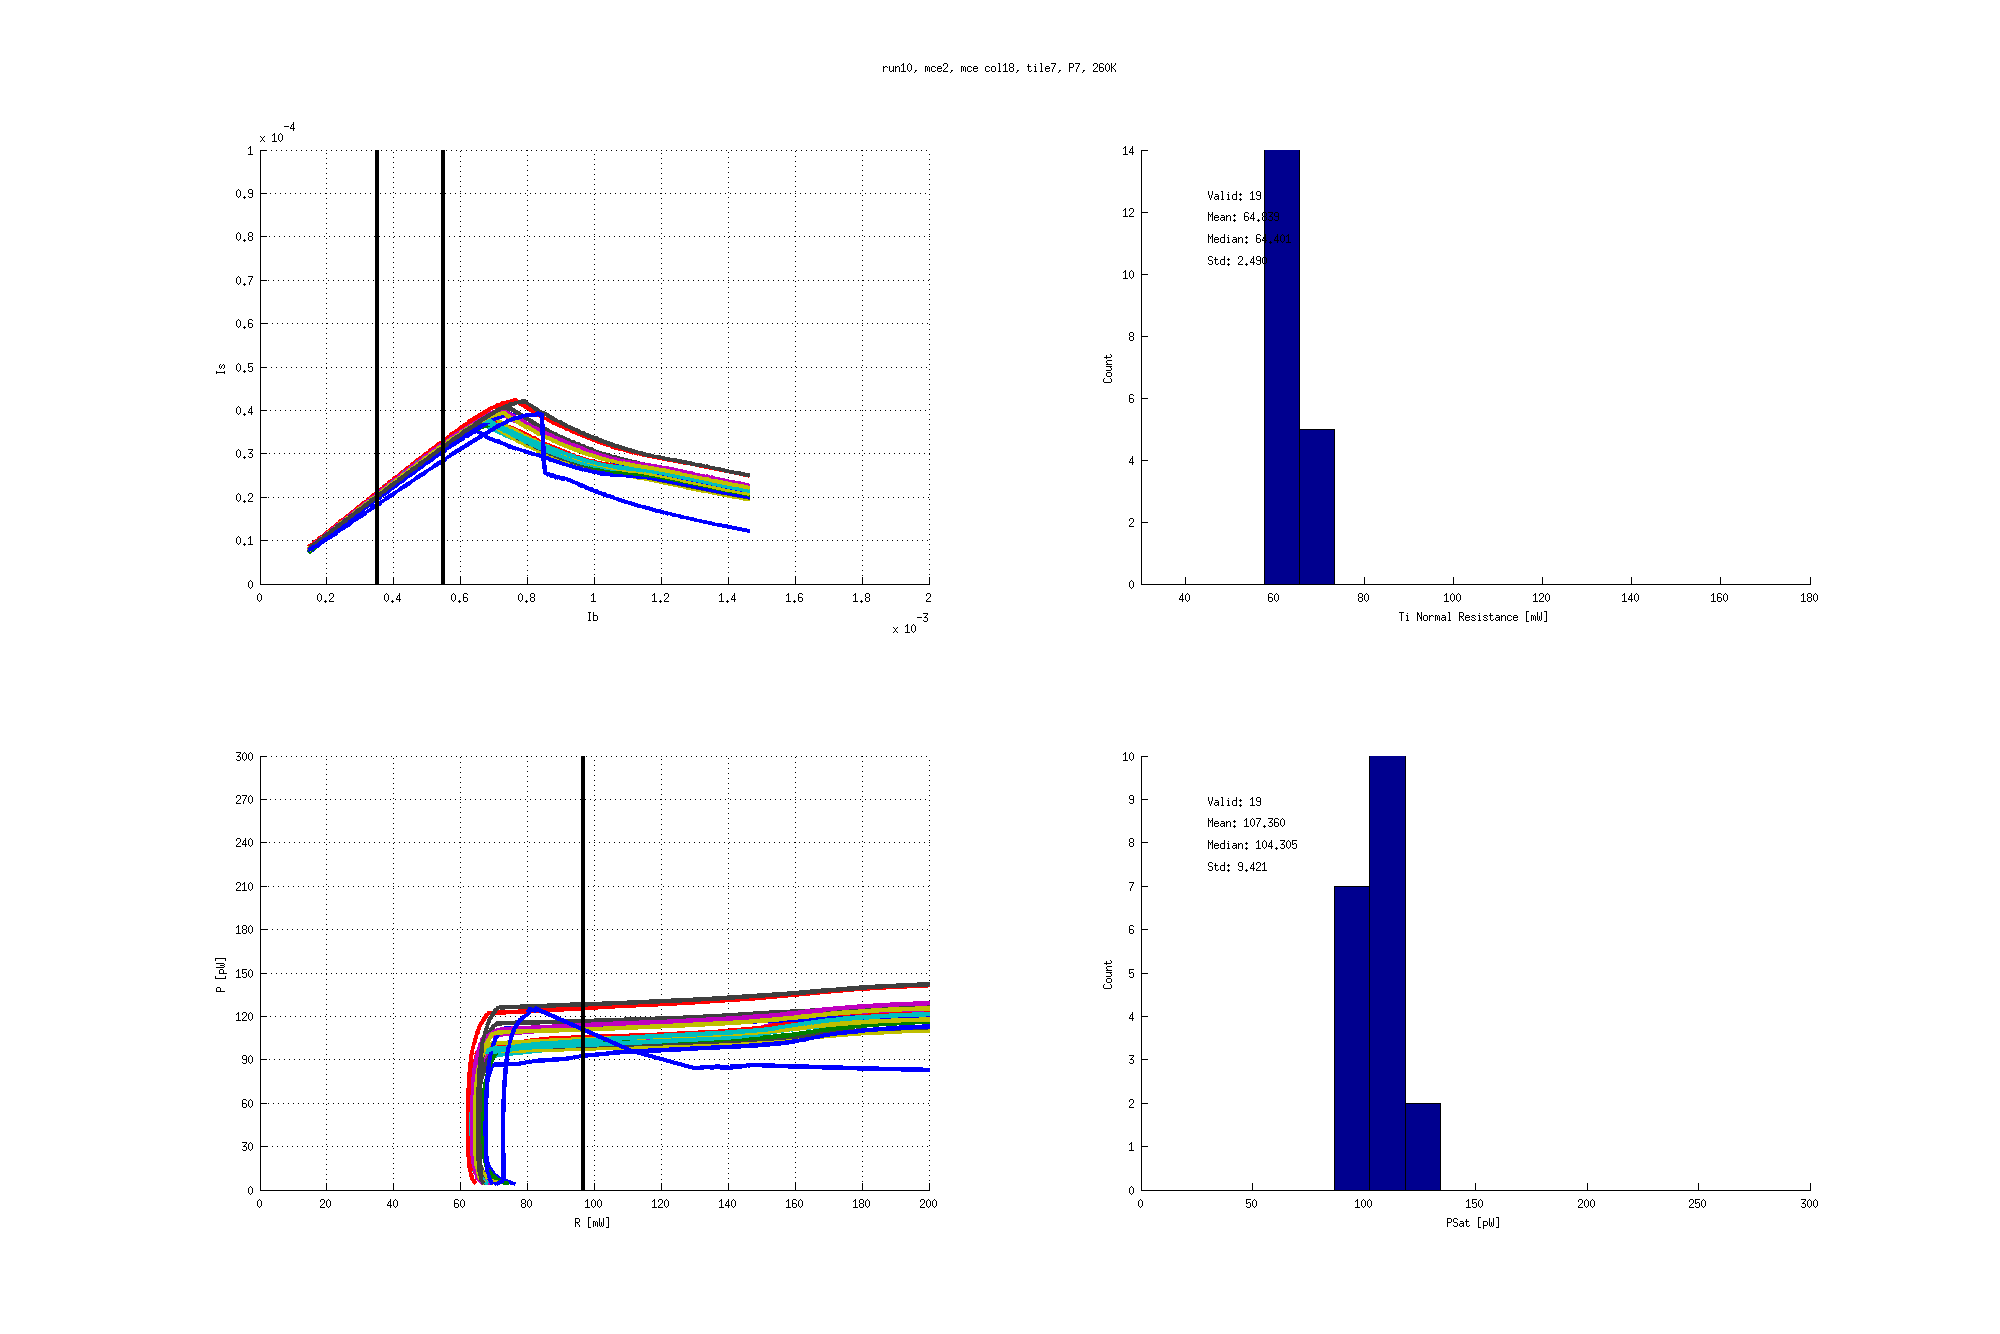 run10, mce2, mce col18, tile7, P7, 260K
x 10
-4
1
0.9
0.8
0.7
0.6
0.5
0.4
0.3
0.2
0.1
0
Is
0 0.2 0.4 0.6 0.8 1 1.2 1.4 1.6 1.8 2
Ib
x 10
-3
14
12
10
8
6
4
2
0
Count
Valid: 19
Mean: 64.859
Median: 64.401
Std: 2.490
40 60 80 100 120 140 160 180
Ti Normal Resistance [mW]
300
270
240
210
180
150
120
90
60
30
0
P [pW]
0 20 40 60 80 100 120 140 160 180 200
R [mW]
10
9
8
7
6
5
4
3
2
1
0
Count
Valid: 19
Mean: 107.360
Median: 104.305
Std: 9.421
0 50 100 150 200 250 300
PSat [pW]